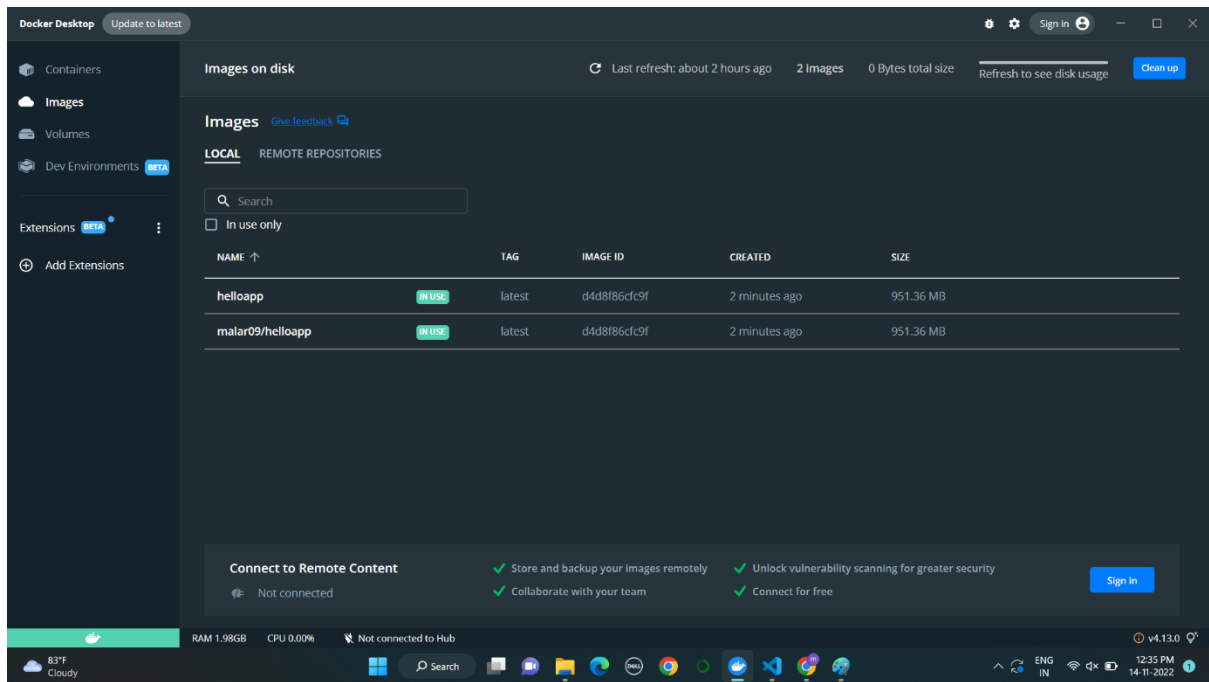 Docker Desktop Update to latest Sign in
Containers
Images
Volumes
Dev Environments BETA
Extensions BETA
Add Extensions
Images on disk Last refresh: about 2 hours ago 2 images 0 Bytes total size Refresh to see disk usage Clean up
Images Give feedback
LOCAL REMOTE REPOSITORIES
Search
In use only
NAME TAG IMAGE ID CREATED SIZE
helloapp IN USE latest d4d8f86cfc9f 2 minutes ago 951.36 MB
malar09/helloapp IN USE latest d4d8f86cfc9f 2 minutes ago 951.36 MB
Connect to Remote Content
Not connected
Store and backup your images remotely
Collaborate with your team
Unlock vulnerability scanning for greater security
Connect for free
Sign in
RAM 1.98GB CPU 0.00% Not connected to Hub v4.13.0
83°F
Cloudy
Search
DELL
m
ENG
IN
12:35 PM
14-11-2022
1